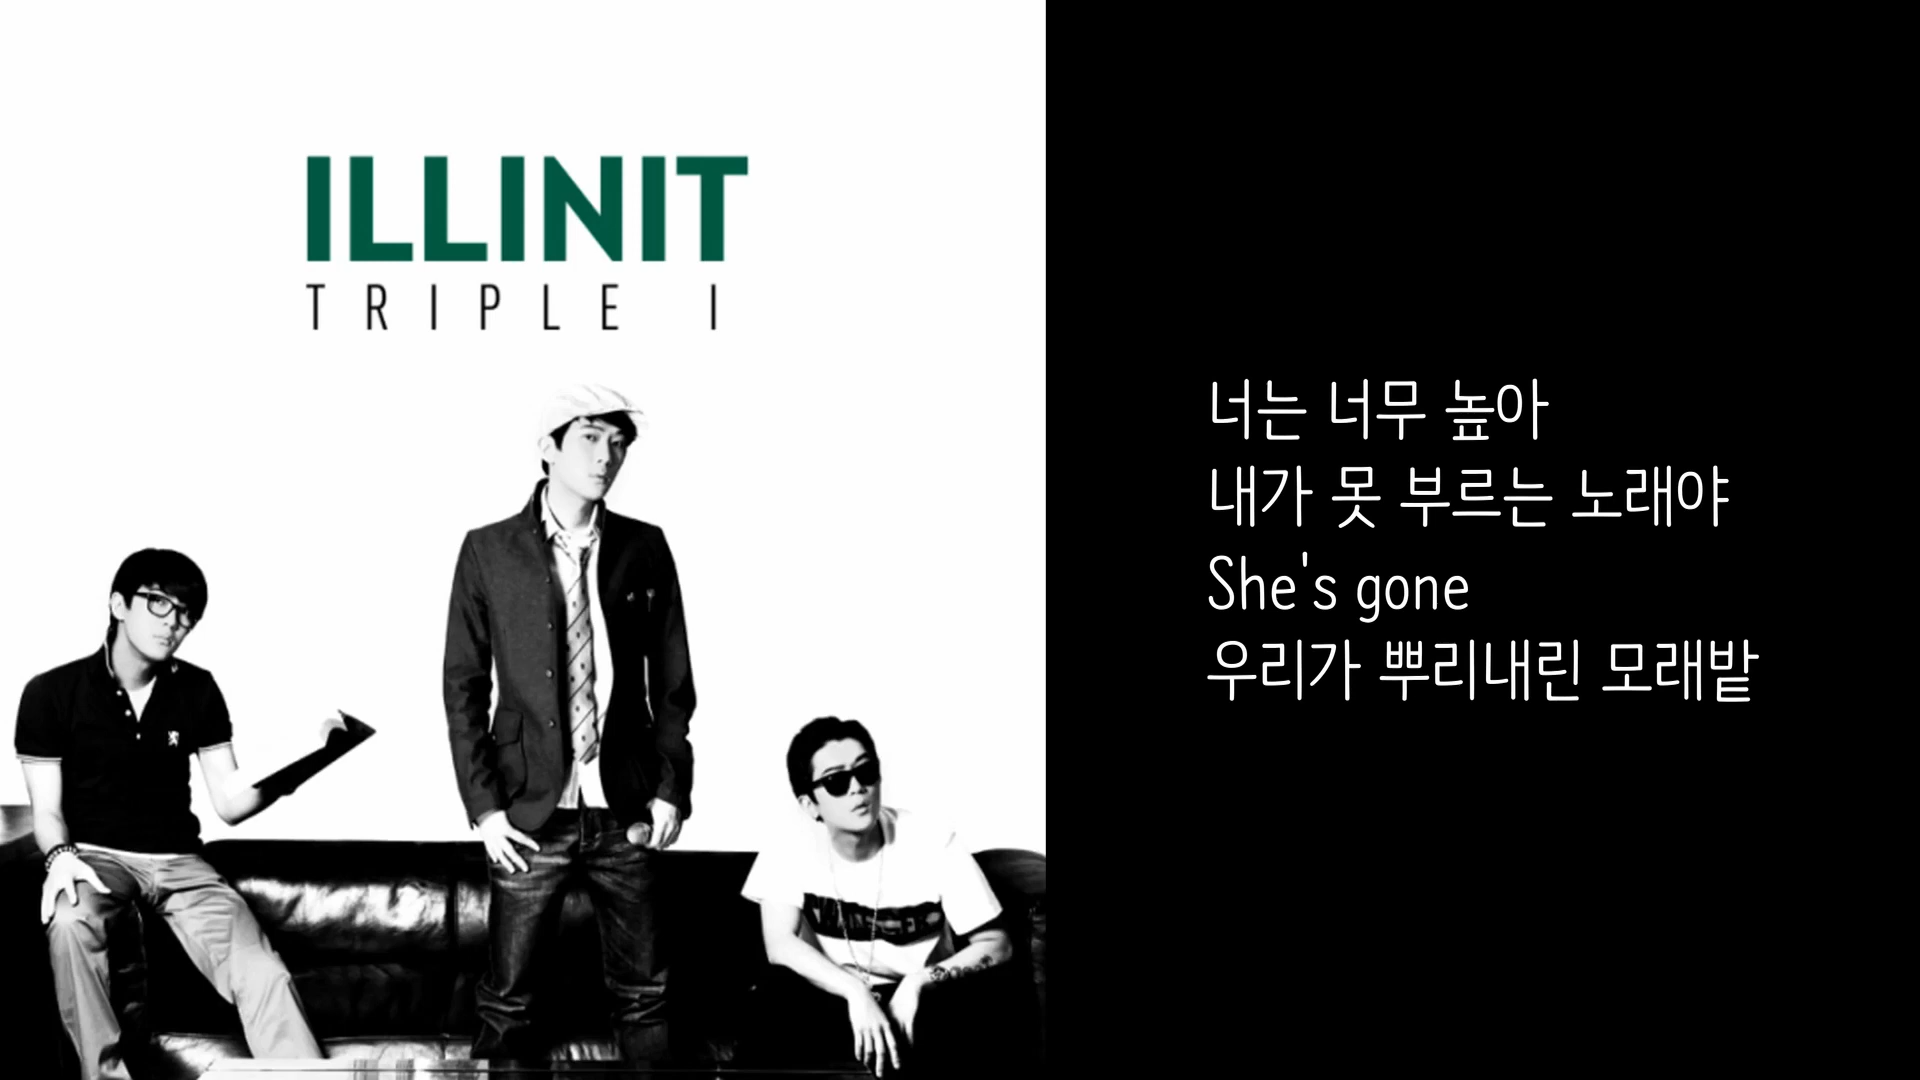 ILLINIT
TRIPLE I
너는 너무 높아
내가 못 부르는 노래야
She's gone
우리가 뿌리내린 모래밭